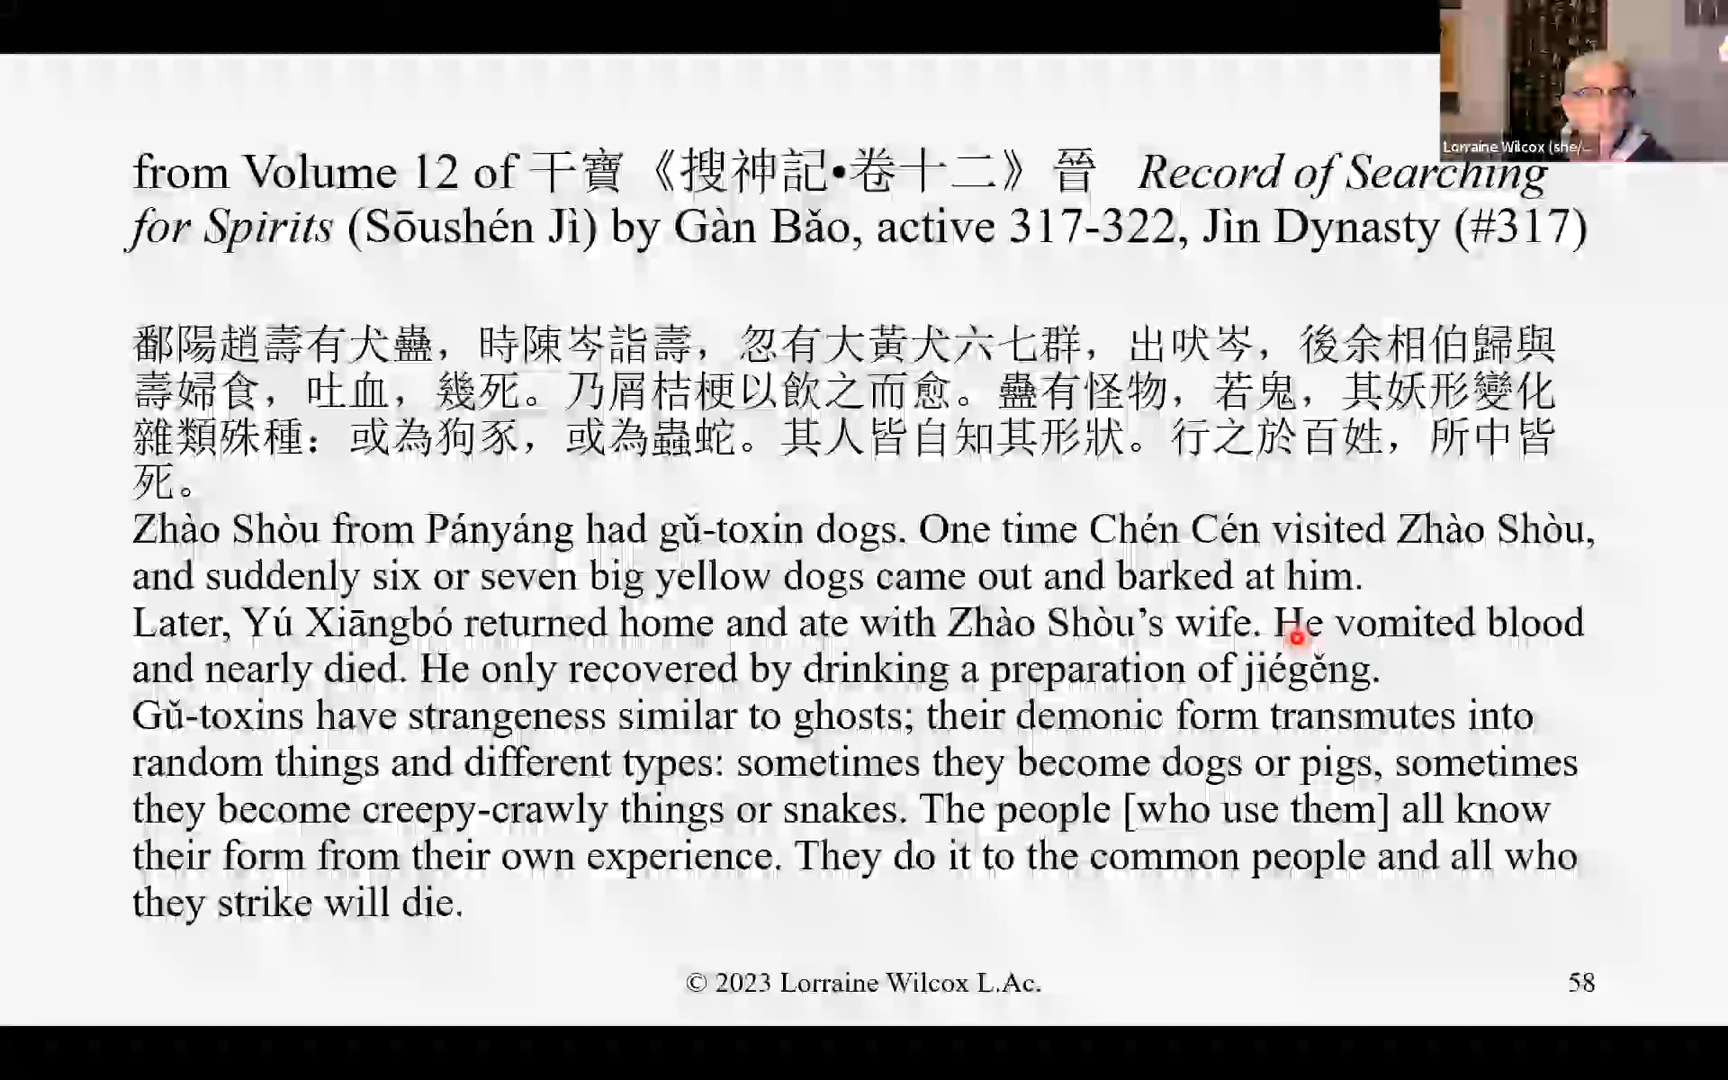 Lorraine Wilcox (she/...
from Volume 12 of 干寶《搜神記•卷十二》晉 Record of Searching
for Spirits (Sōushén Jì) by Gàn Bǎo, active 317-322, Jìn Dynasty (#317)
鄱陽趙壽有犬蠱，時陳岑詣壽，忽有大黃犬六七群，出吠岑，後余相伯歸與
壽婦食，吐血，幾死。乃屑桔梗以飲之而愈。蠱有怪物，若鬼，其妖形變化
雜類殊種：或為狗豕，或為蟲蛇。其人皆自知其形狀。行之於百姓，所中皆
死。
Zhào Shòu from Pányáng had gǔ-toxin dogs. One time Chén Cén visited Zhào Shòu,
and suddenly six or seven big yellow dogs came out and barked at him.
Later, Yú Xiāngbó returned home and ate with Zhào Shòu’s wife. He vomited blood
and nearly died. He only recovered by drinking a preparation of jiégěng.
Gǔ-toxins have strangeness similar to ghosts; their demonic form transmutes into
random things and different types: sometimes they become dogs or pigs, sometimes
they become creepy-crawly things or snakes. The people [who use them] all know
their form from their own experience. They do it to the common people and all who
they strike will die.
© 2023 Lorraine Wilcox L.Ac.
58